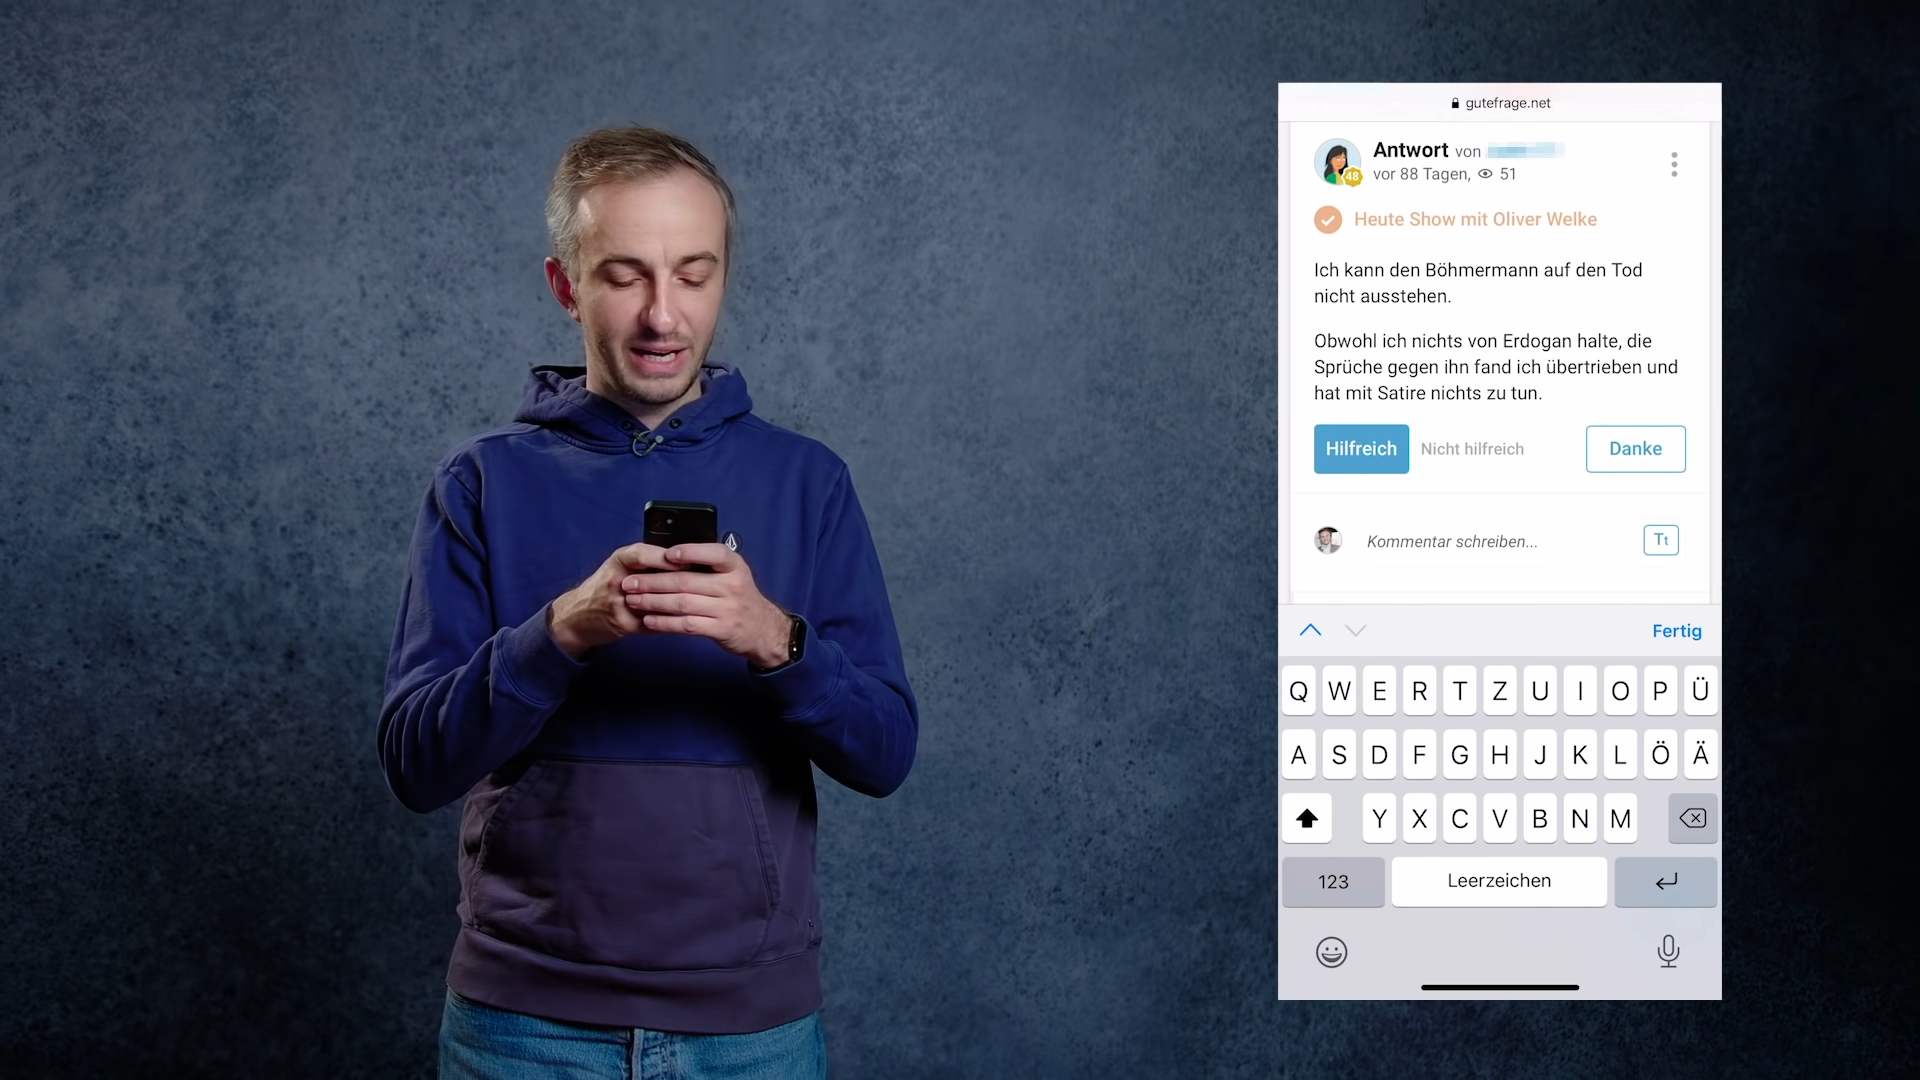 gutefrage.net
Antwort von
vor 88 Tagen, 51
48
Heute Show mit Oliver Welke
Ich kann den Böhmermann auf den Tod
nicht ausstehen.
Obwohl ich nichts von Erdogan halte, die
Sprüche gegen ihn fand ich übertrieben und
hat mit Satire nichts zu tun.
Hilfreich Nicht hilfreich Danke
Kommentar schreiben... Tt
Fertig
Q W E R T Z U I O P Ü
A S D F G H J K L Ö Ä
Y X C V B N M
123 Leerzeichen